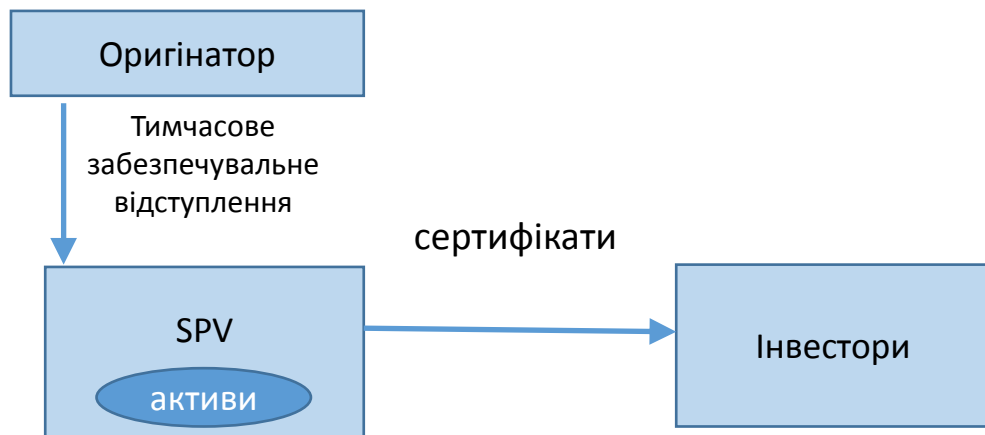 Оригінатор
Тимчасове
забезпечувальне
відступлення
сертифікати
SPV
Інвестори
активи